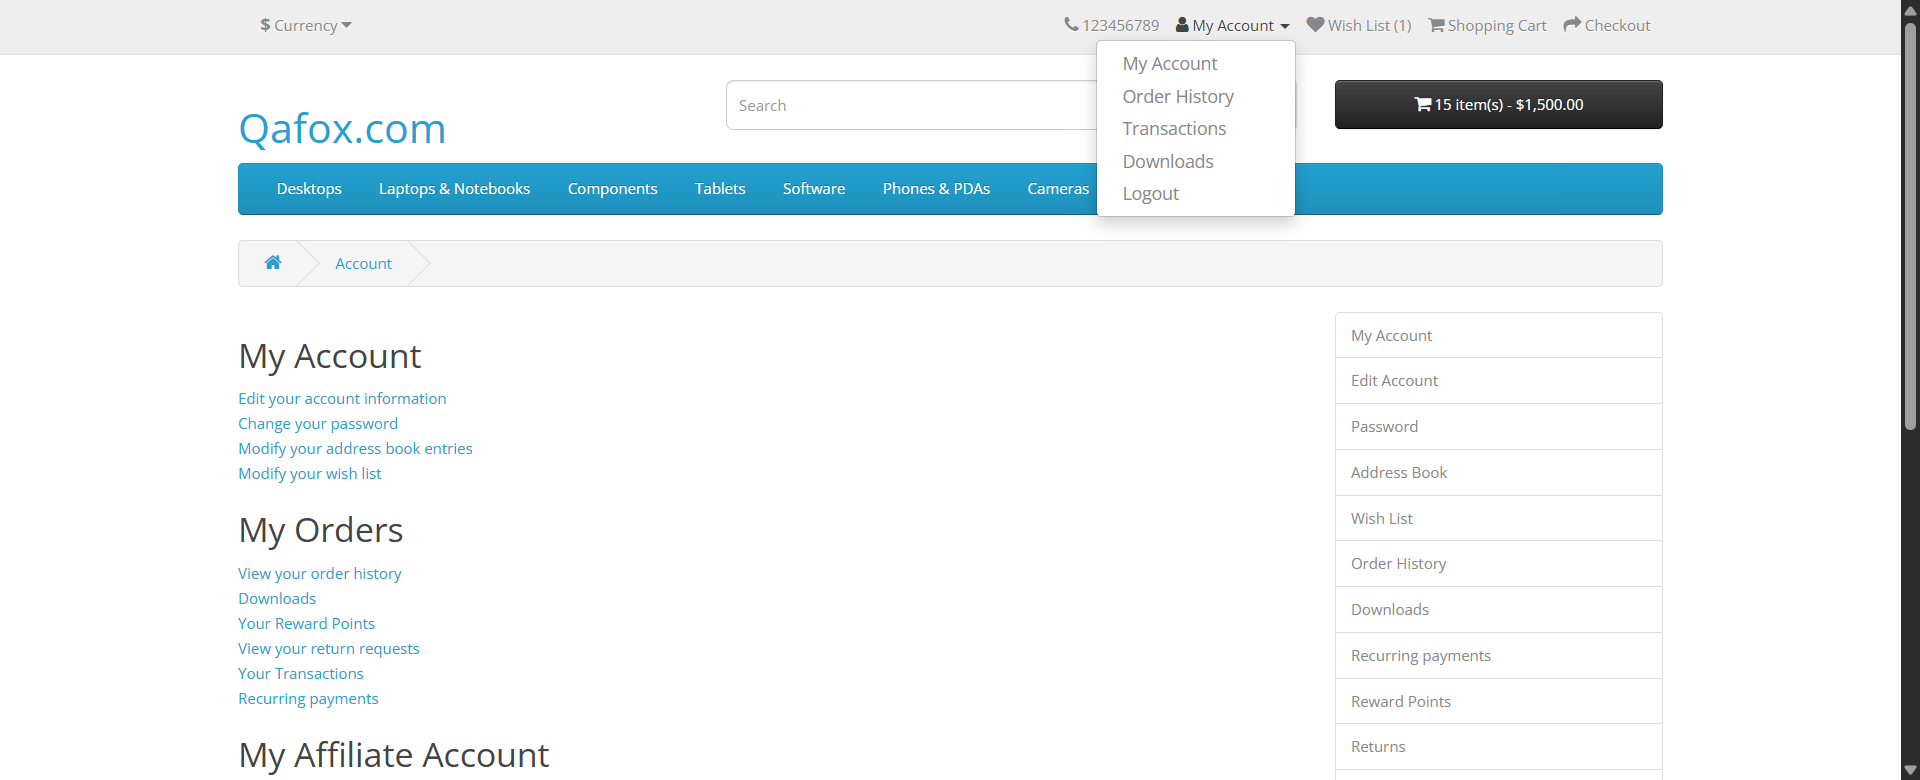 $ Currency
123456789
My Account
Wish List (1)
Shopping Cart
Checkout
My Account
Order History
Transactions
Downloads
Logout
Qafox.com
Search
15 item(s) - $1,500.00
Desktops
Laptops & Notebooks
Components
Tablets
Software
Phones & PDAs
Cameras
Account
My Account
Edit your account information
Change your password
Modify your address book entries
Modify your wish list
My Orders
View your order history
Downloads
Your Reward Points
View your return requests
Your Transactions
Recurring payments
My Affiliate Account
My Account
Edit Account
Password
Address Book
Wish List
Order History
Downloads
Recurring payments
Reward Points
Returns